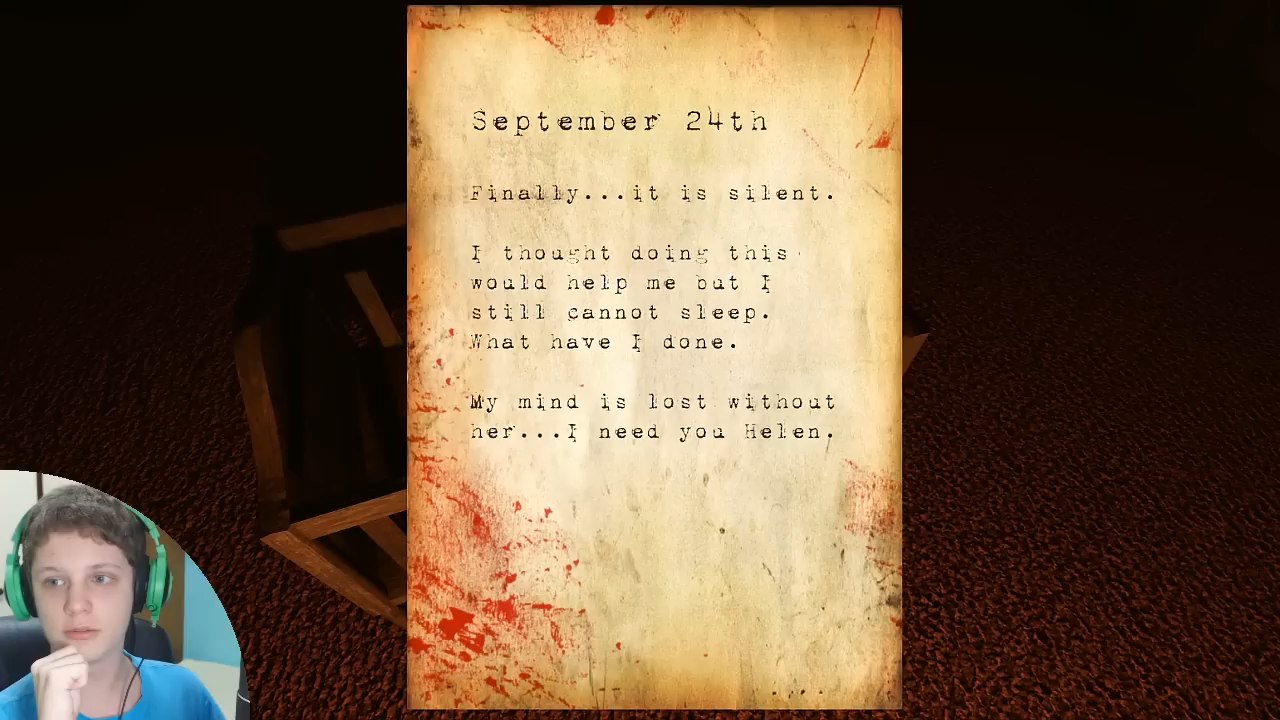 September 24th
Finally...it is silent.
I thought doing this
would help me but I
still cannot sleep.
What have I done.
My mind is lost without
her...I need you Helen.